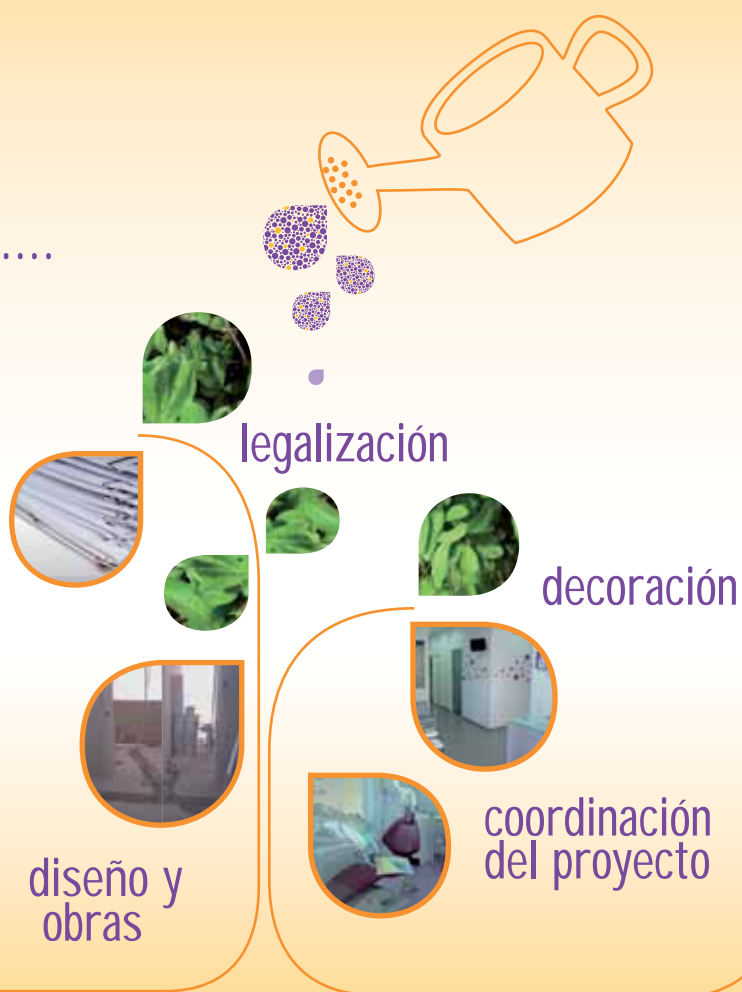 ....
legalización
decoración
coordinación
del proyecto
diseño y
obras